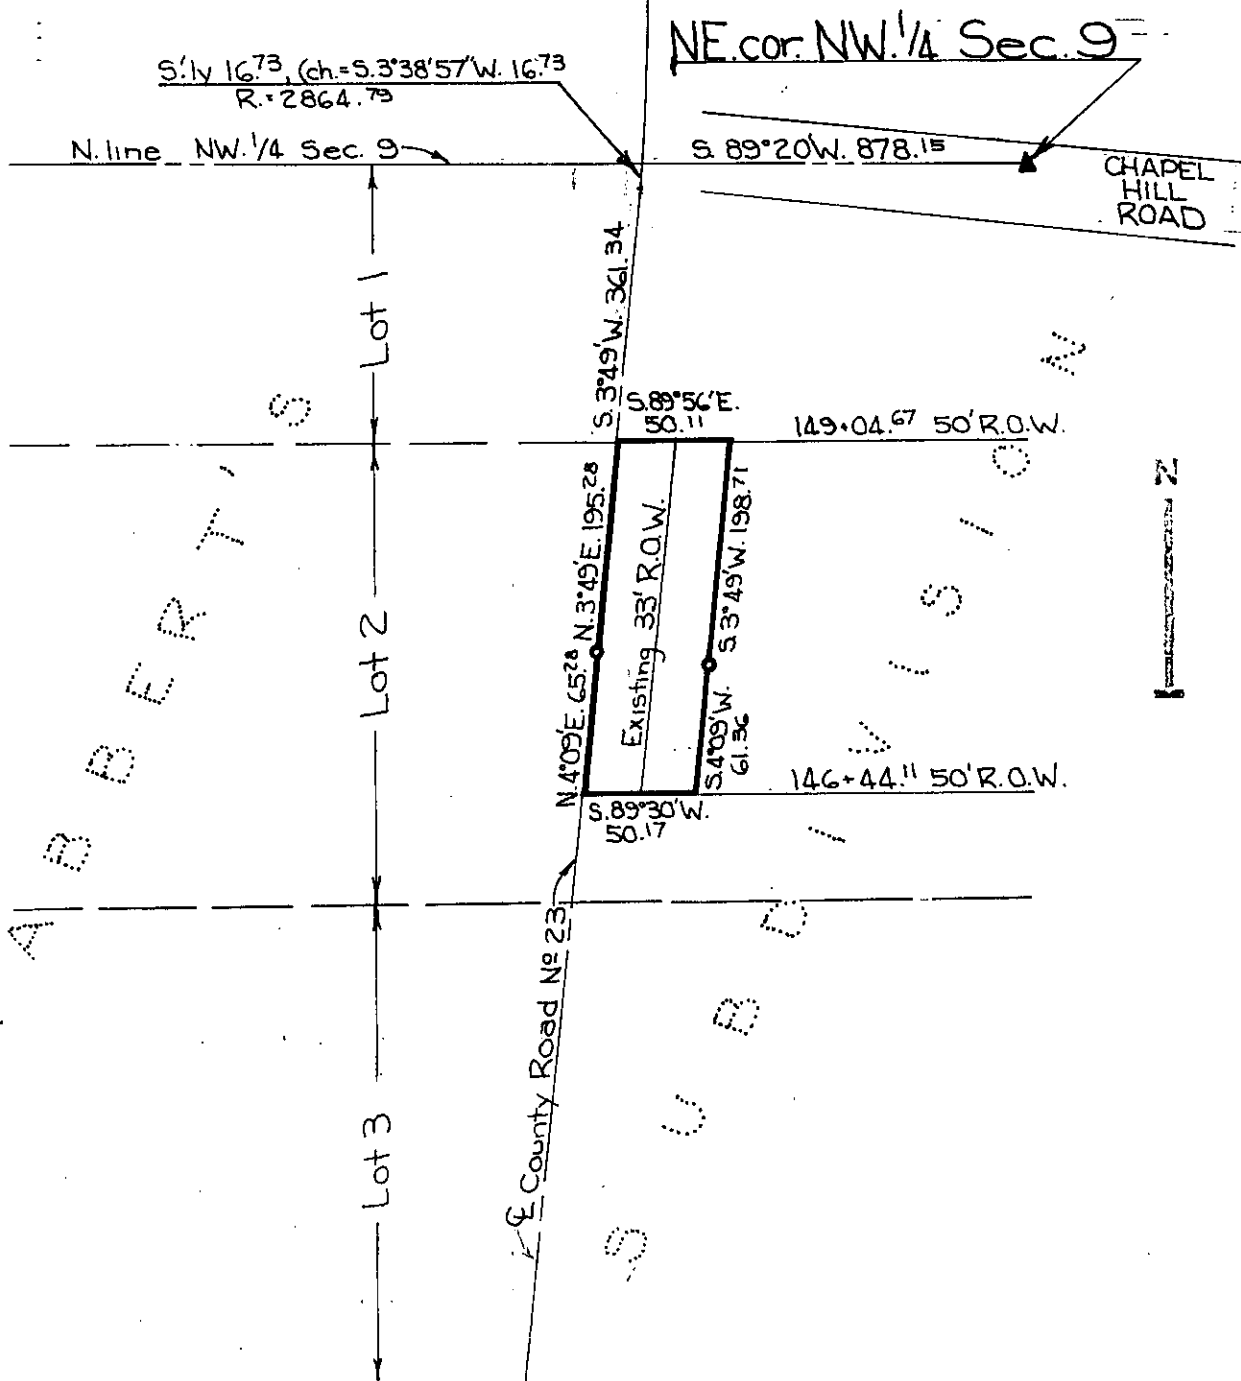 NE. cor. NW. 1/4 Sec. 9
S'.ly 16.73, (ch.=S.3°38'57"W. 16.73
R.=2864.79
N. line NW. 1/4 Sec. 9
S. 89°20'W. 878.15
CHAPEL
HILL
ROAD
Lot 1
S. 3°49'W. 361.34
S.89°56'E.
50.11
149+04.67 50' R.O.W.
N
N. 3°49'E. 195.28
Existing 33' R.O.W.
S. 3°49'W. 198.71
Lot 2
N. 4°09'E. 65.28
S. 4°09'W.
61.36
146+44.11 50' R.O.W.
S.89°30'W.
50.17
℄ County Road № 23
Lot 3
ABBERT'S
SUBDIVISION